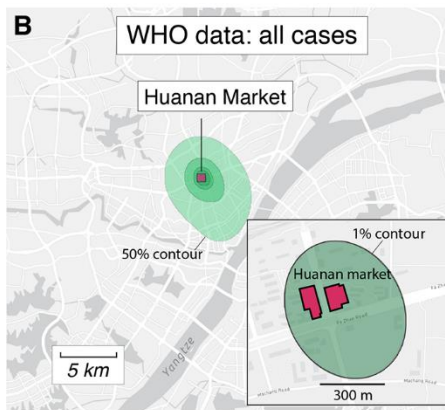 B
WHO data: all cases
Huanan Market
50% contour
1% contour
Huanan market
5 km
Yangtze
300 m